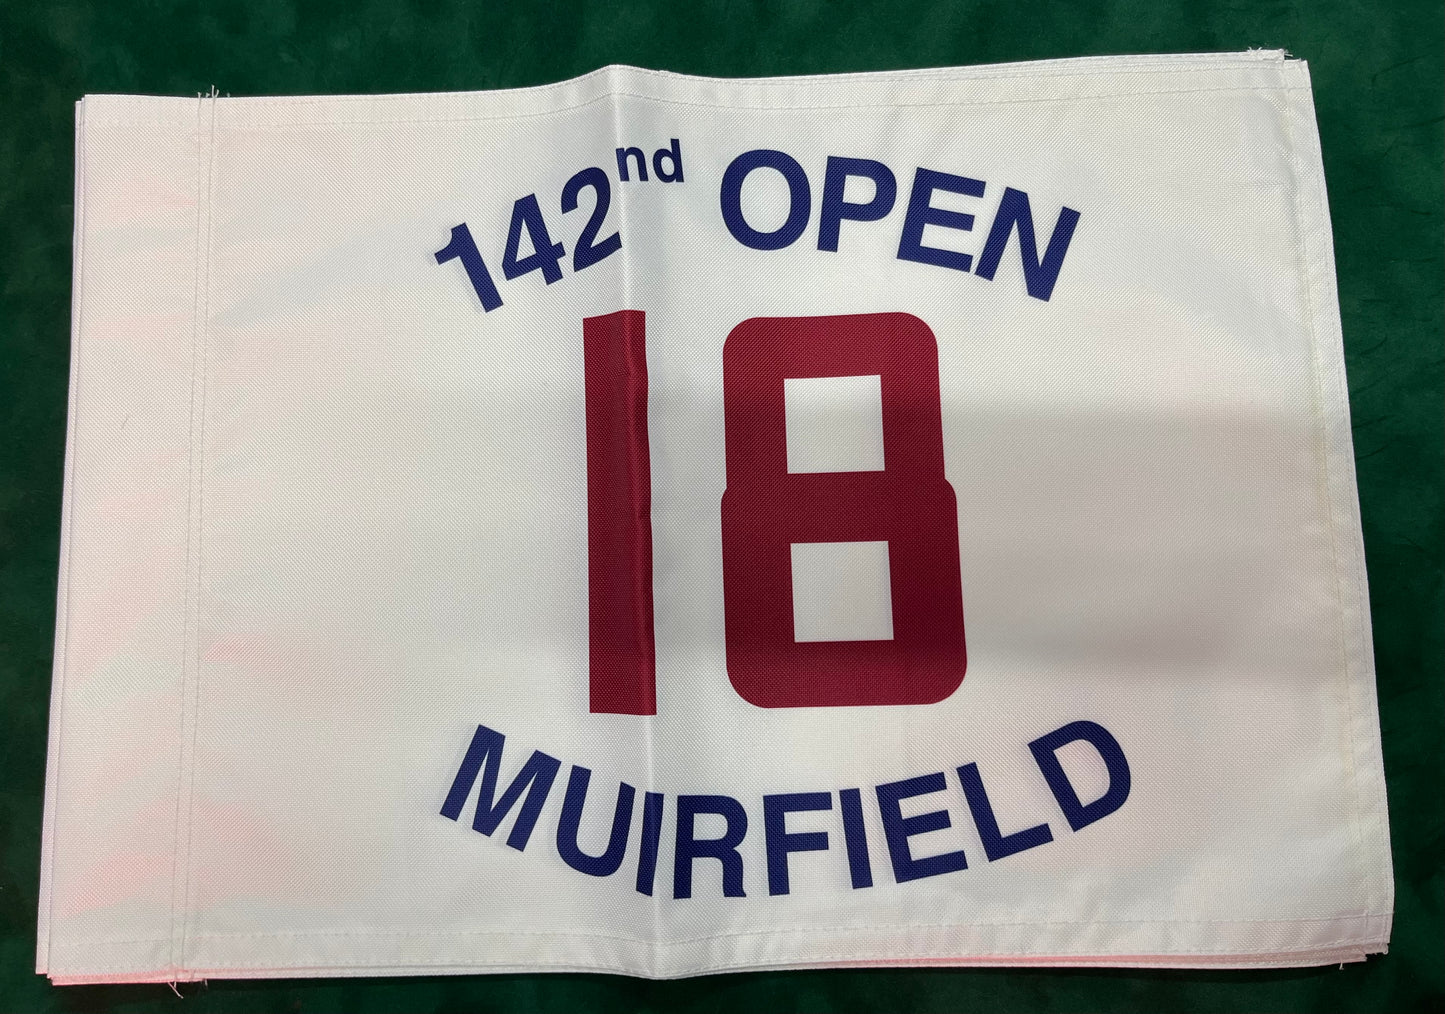 142nd OPEN
18
MUIRFIELD